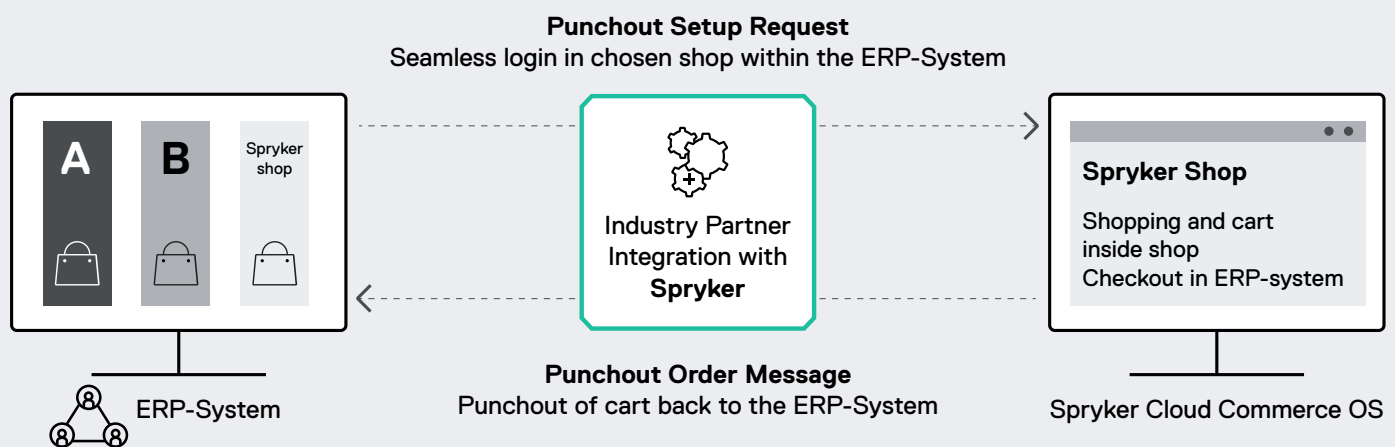 Punchout Setup Request
Seamless login in chosen shop within the ERP-System
A
B
Spryker
shop
Industry Partner
Integration with
Spryker
Spryker Shop
Shopping and cart
inside shop
Checkout in ERP-system
Punchout Order Message
Punchout of cart back to the ERP-System
ERP-System
Spryker Cloud Commerce OS